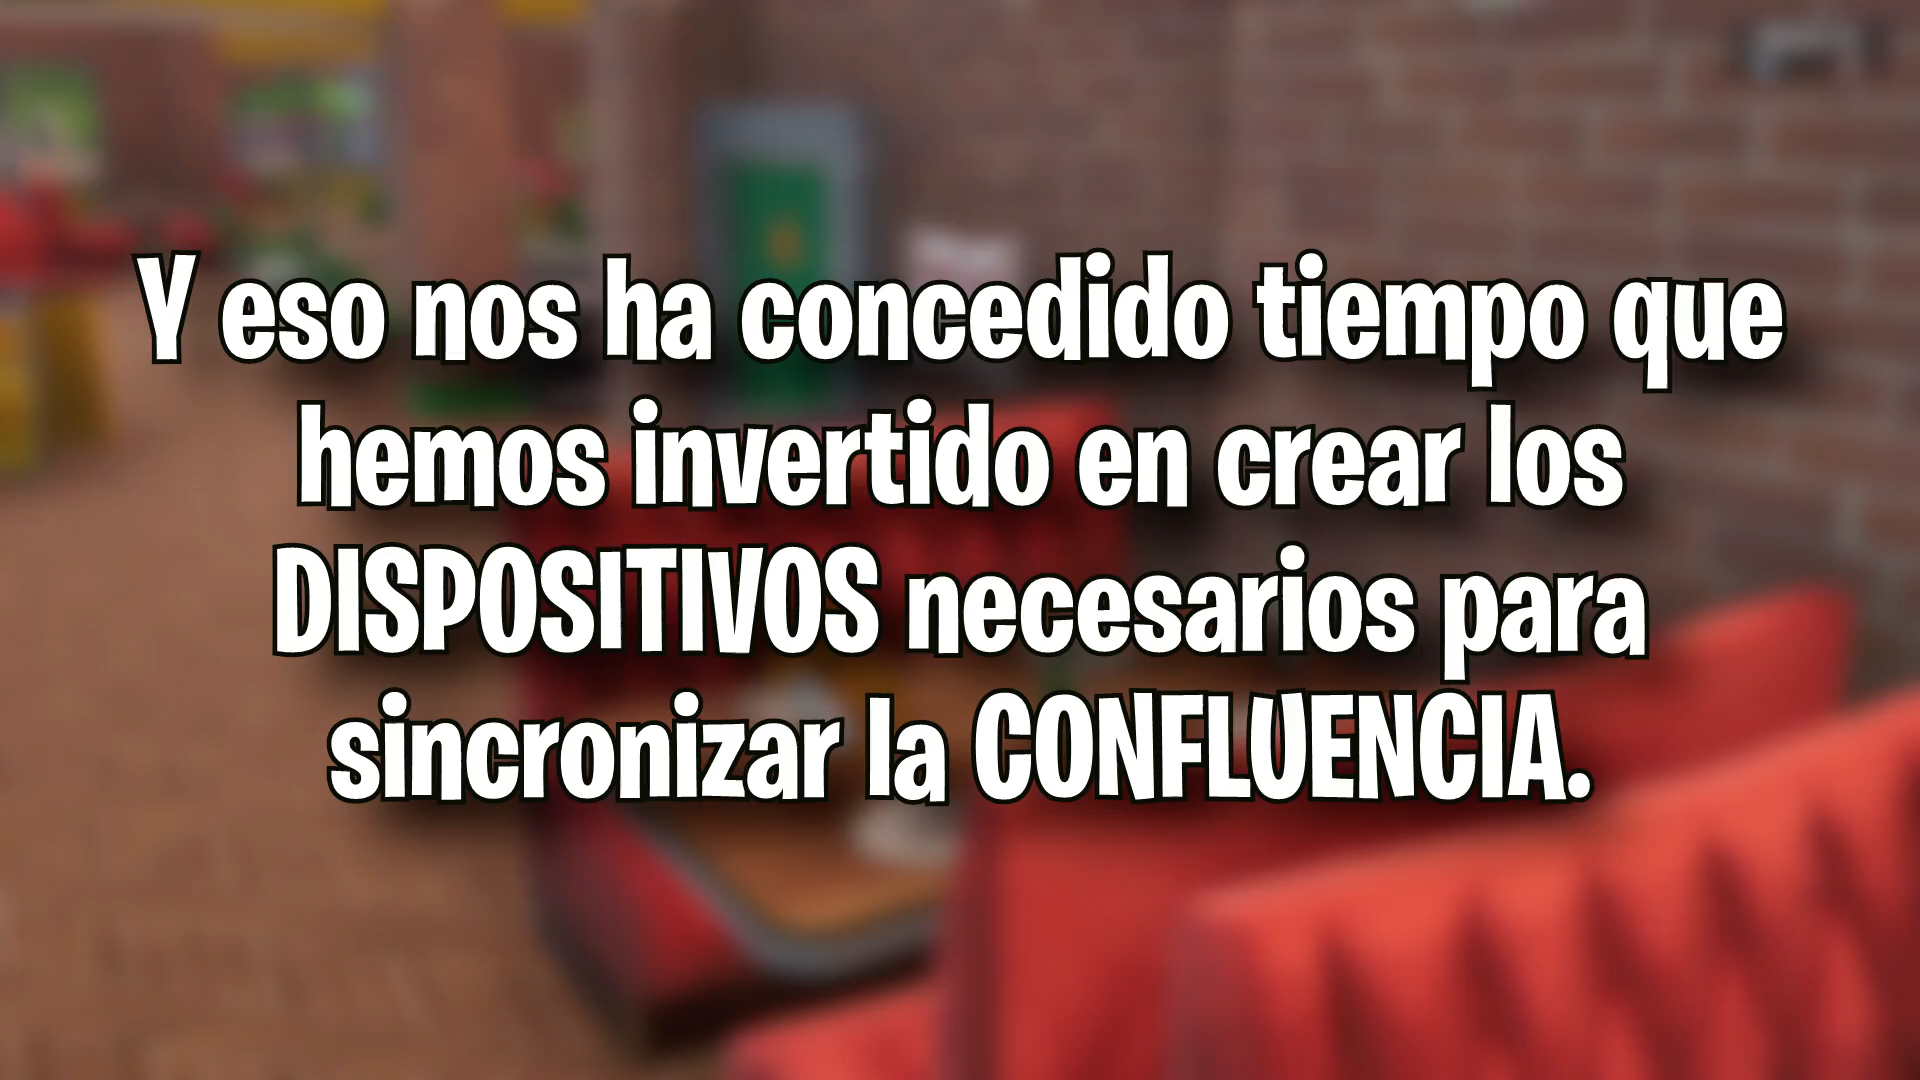 Y eso nos ha concedido tiempo que
hemos invertido en crear los
DISPOSITIVOS necesarios para
sincronizar la CONFLUENCIA.